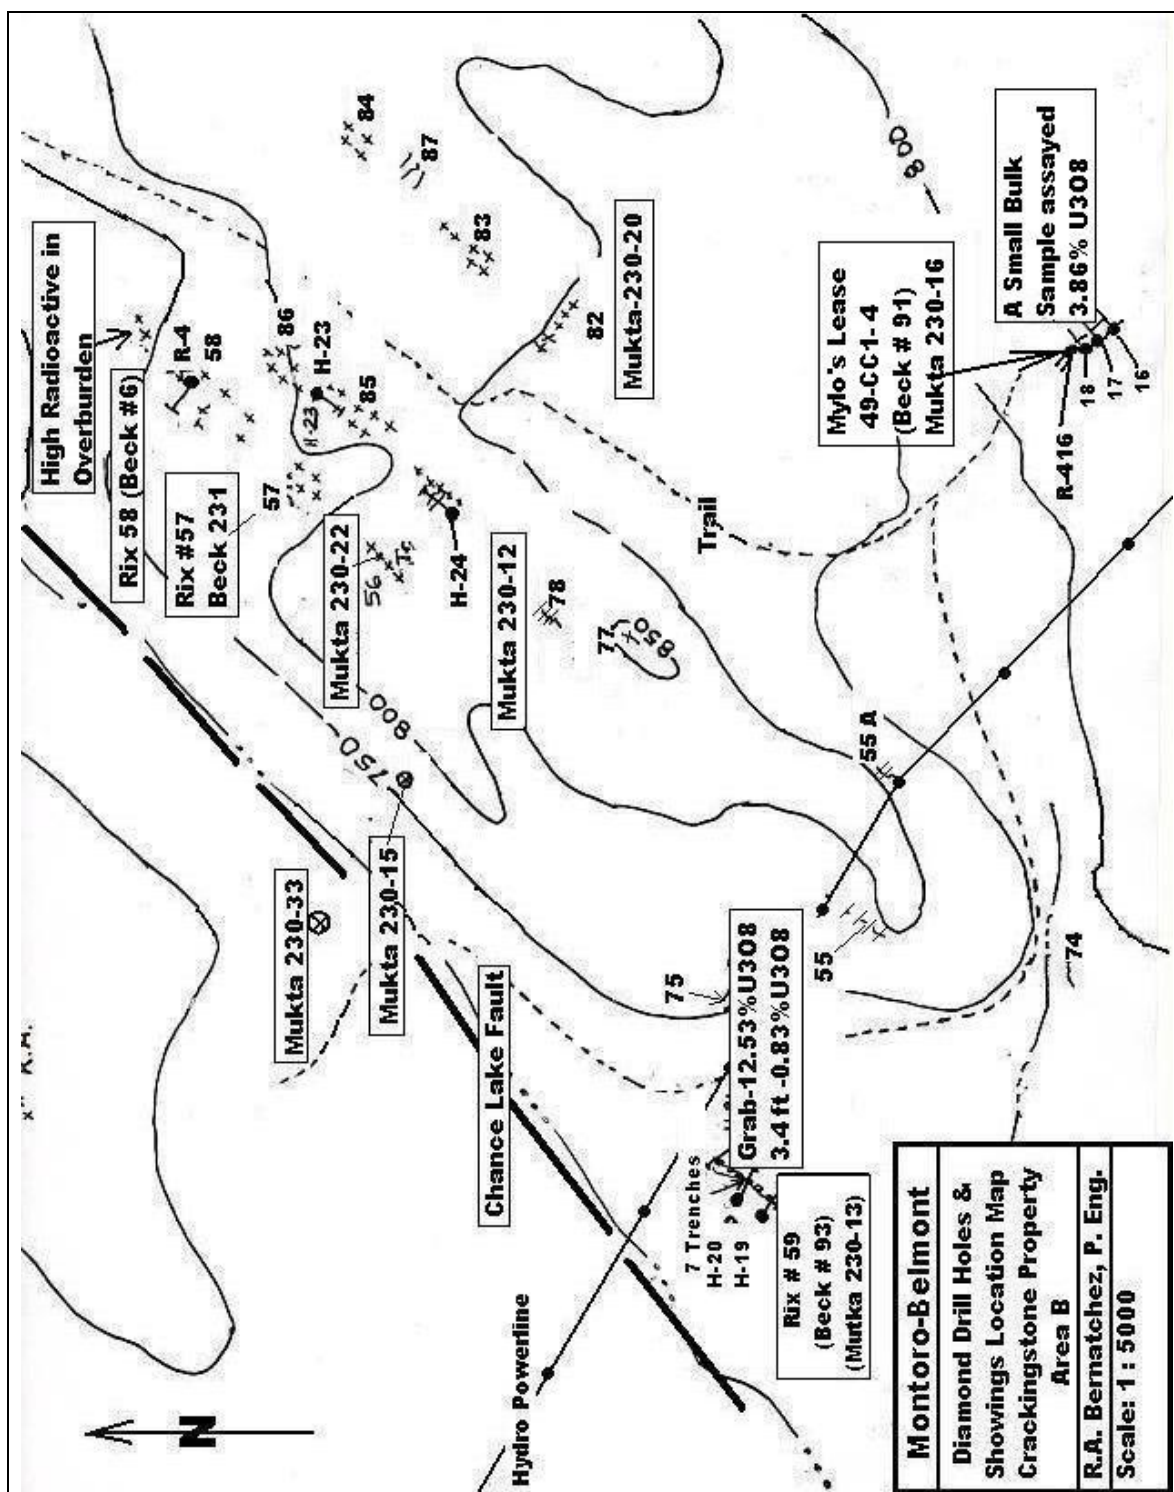 High Radioactive in
Overburden
Rix 58 (Beck #6)
R-4
58
Rix #57
Beck 231
57
86
H-23
H-23
85
84
87
83
82
Mukta-230-20
Mukta 230-22
56
H-24
Mukta 230-12
78
77
850
800
750
800
Trail
Mylo's Lease
49-CC1-4
(Beck # 91)
Mukta 230-16
A Small Bulk
Sample assayed
3.86% U3O8
R-416
18
17
16
55 A
55
74
75
Mukta 230-33
Mukta 230-15
Chance Lake Fault
Grab-12.53%U3O8
3.4 ft -0.83%U3O8
7 Trenches
H-20
H-19
Rix # 59
(Beck # 93)
(Mutka 230-13)
Hydro Powerline
N
Montoro-Belmont
Diamond Drill Holes &
Showings Location Map
Crackingstone Property
Area B
R.A. Bernatchez, P. Eng.
Scale: 1 : 5000